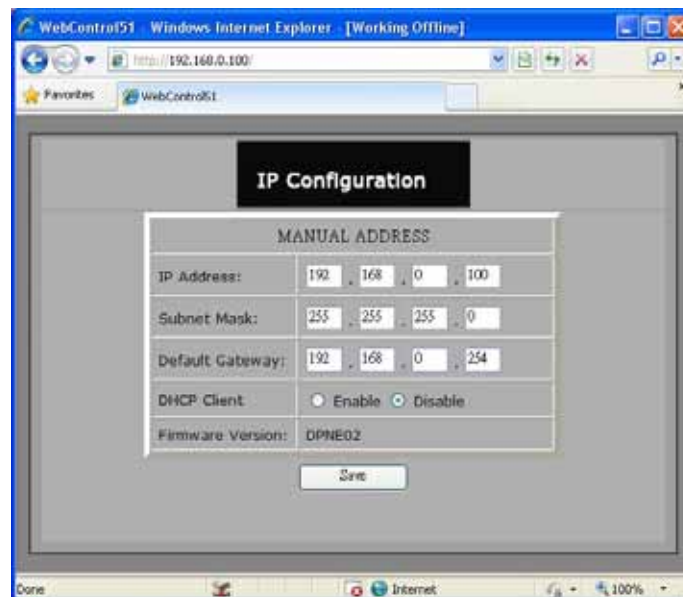 WebControl51 - Windows Internet Explorer - [Working Offline]
http://192.168.0.100/
Favorites WebControl51
IP Configuration
MANUAL ADDRESS
IP Address: 192 . 168 . 0 . 100
Subnet Mask: 255 . 255 . 255 . 0
Default Gateway: 192 . 168 . 0 . 254
DHCP Client Enable Disable
Firmware Version: DPNE02
Save
Done Internet 100%